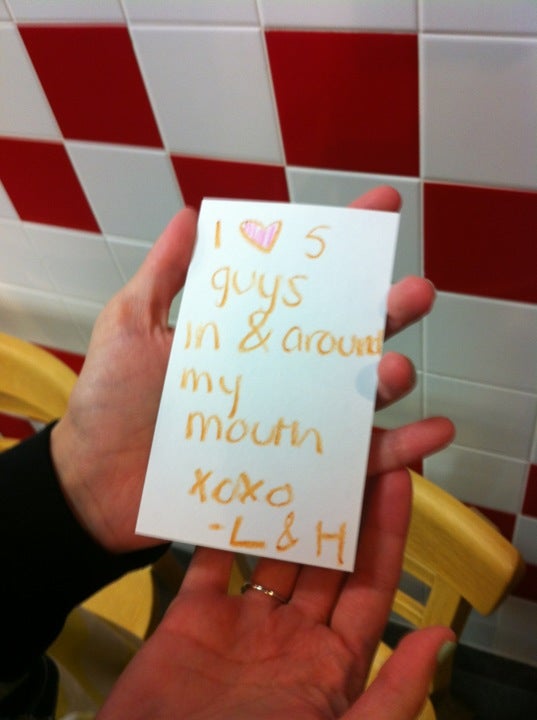 I ♥ 5
guys
in & around
my
mouth
xoxo
- L & H